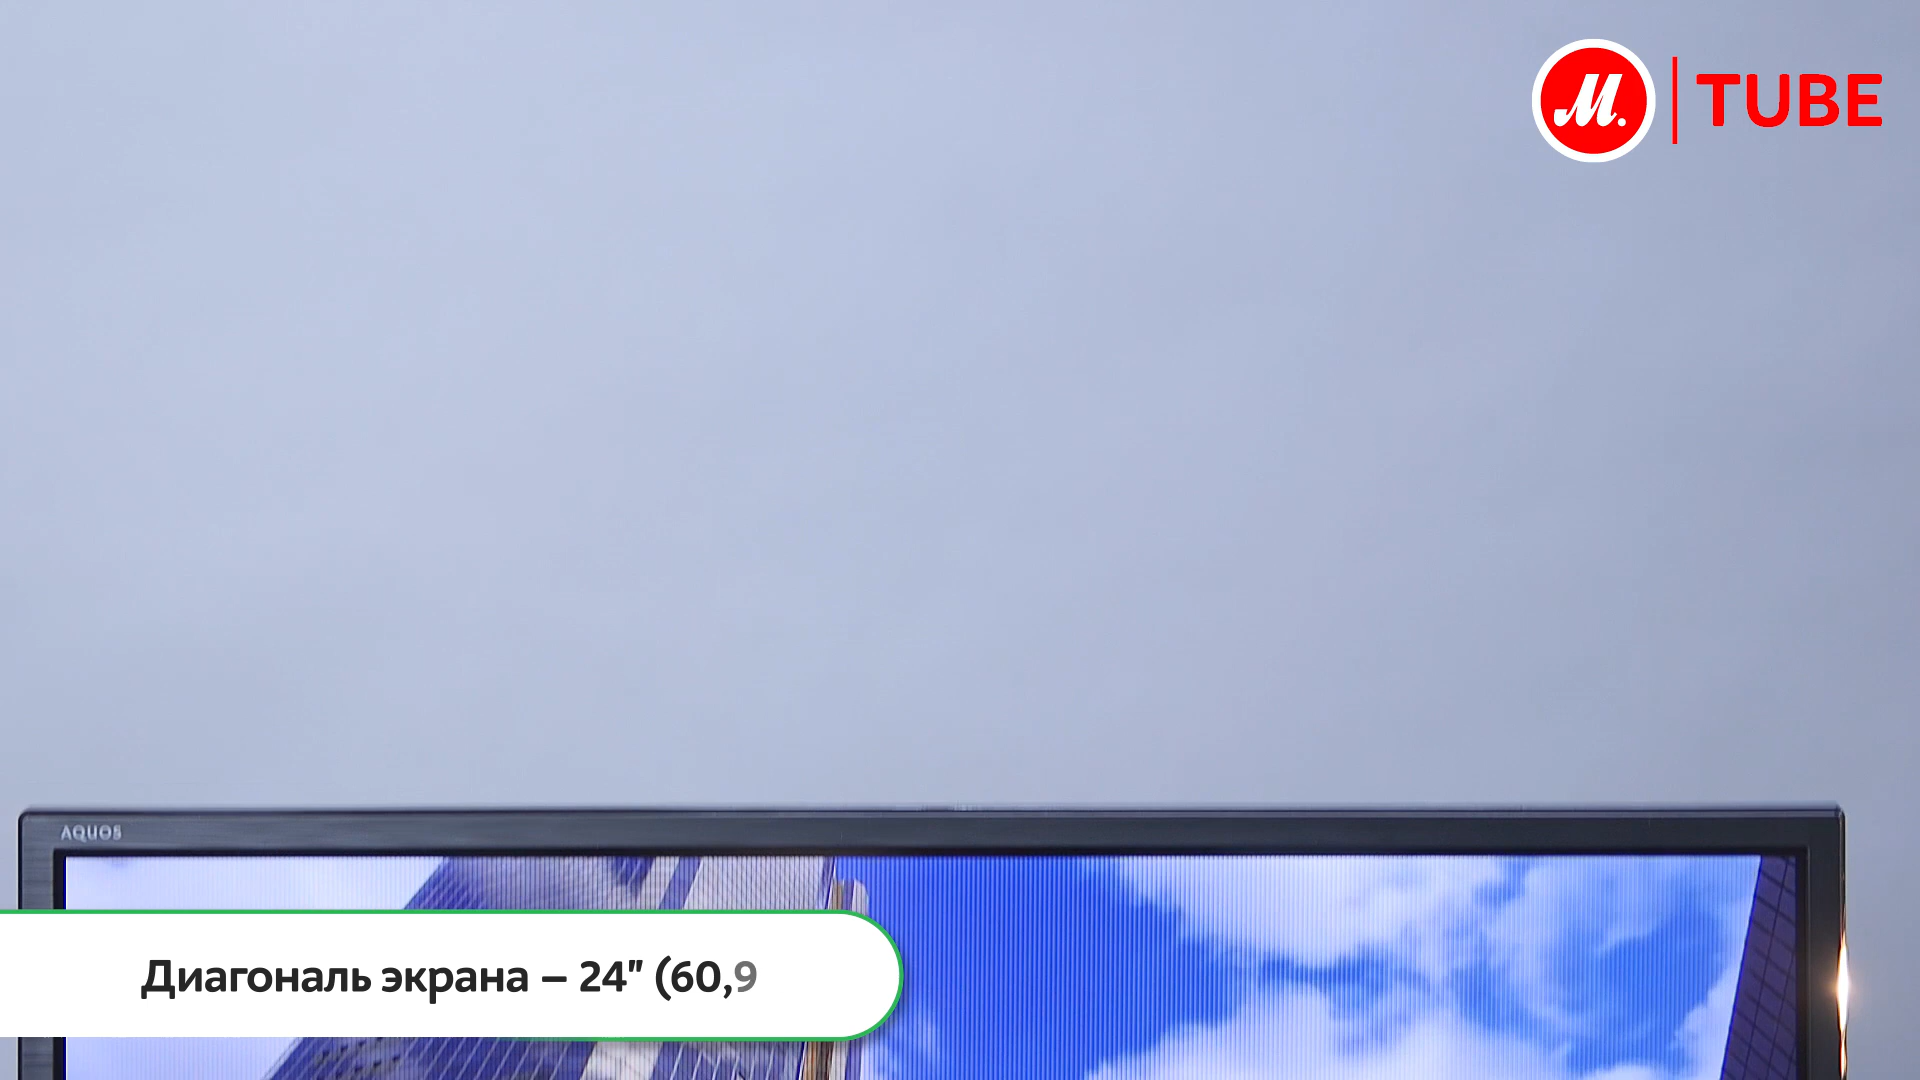 M. TUBE
AQUOS
Диагональ экрана – 24" (60,9